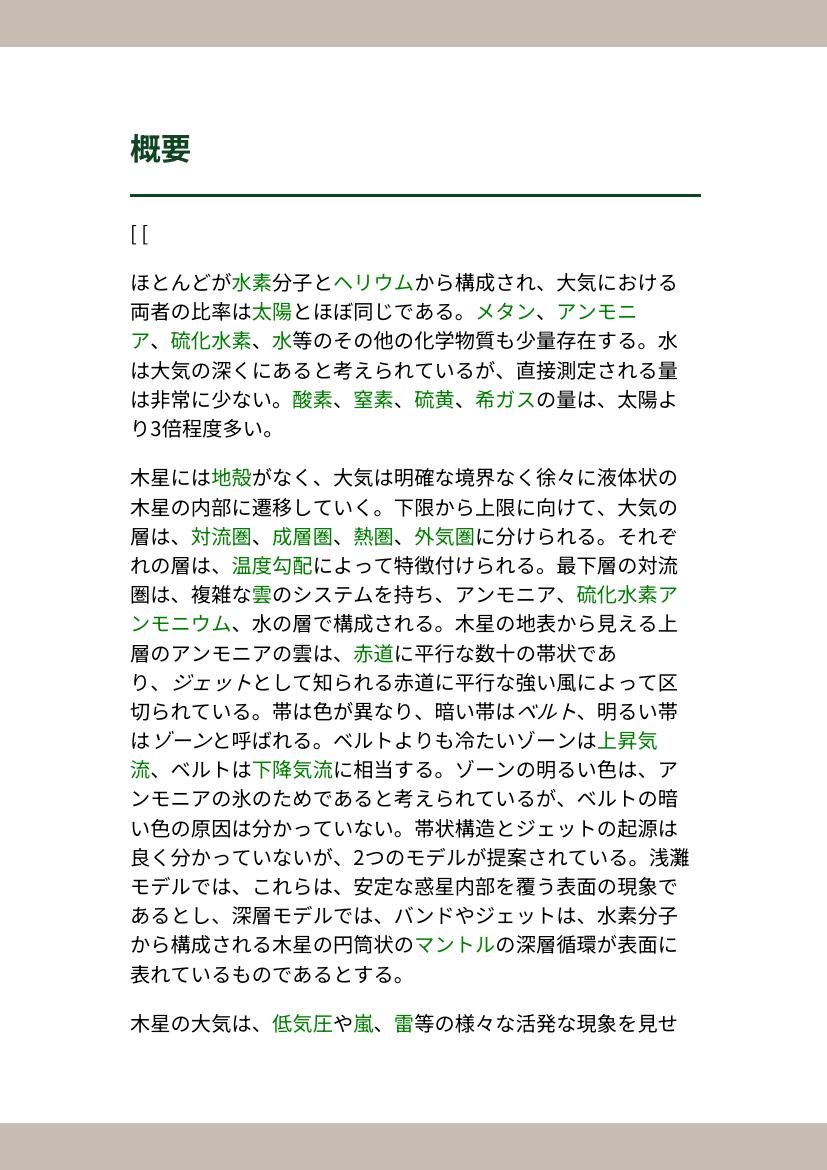 概要
[ [
ほとんどが水素分子とヘリウムから構成され、大気における
両者の比率は太陽とほぼ同じである。メタン、アンモニ
ア、硫化水素、水等のその他の化学物質も少量存在する。水
は大気の深くにあると考えられているが、直接測定される量
は非常に少ない。酸素、窒素、硫黄、希ガスの量は、太陽よ
り3倍程度多い。
木星には地殻がなく、大気は明確な境界なく徐々に液体状の
木星の内部に遷移していく。下限から上限に向けて、大気の
層は、対流圏、成層圏、熱圏、外気圏に分けられる。それぞ
れの層は、温度勾配によって特徴付けられる。最下層の対流
圏は、複雑な雲のシステムを持ち、アンモニア、硫化水素ア
ンモニウム、水の層で構成される。木星の地表から見える上
層のアンモニアの雲は、赤道に平行な数十の帯状であ
り、ジェットとして知られる赤道に平行な強い風によって区
切られている。帯は色が異なり、暗い帯はベルト、明るい帯
はゾーンと呼ばれる。ベルトよりも冷たいゾーンは上昇気
流、ベルトは下降気流に相当する。ゾーンの明るい色は、ア
ンモニアの氷のためであると考えられているが、ベルトの暗
い色の原因は分かっていない。帯状構造とジェットの起源は
良く分かっていないが、2つのモデルが提案されている。浅灘
モデルでは、これらは、安定な惑星内部を覆う表面の現象で
あるとし、深層モデルでは、バンドやジェットは、水素分子
から構成される木星の円筒状のマントルの深層循環が表面に
表れているものであるとする。
木星の大気は、低気圧や嵐、雷等の様々な活発な現象を見せ